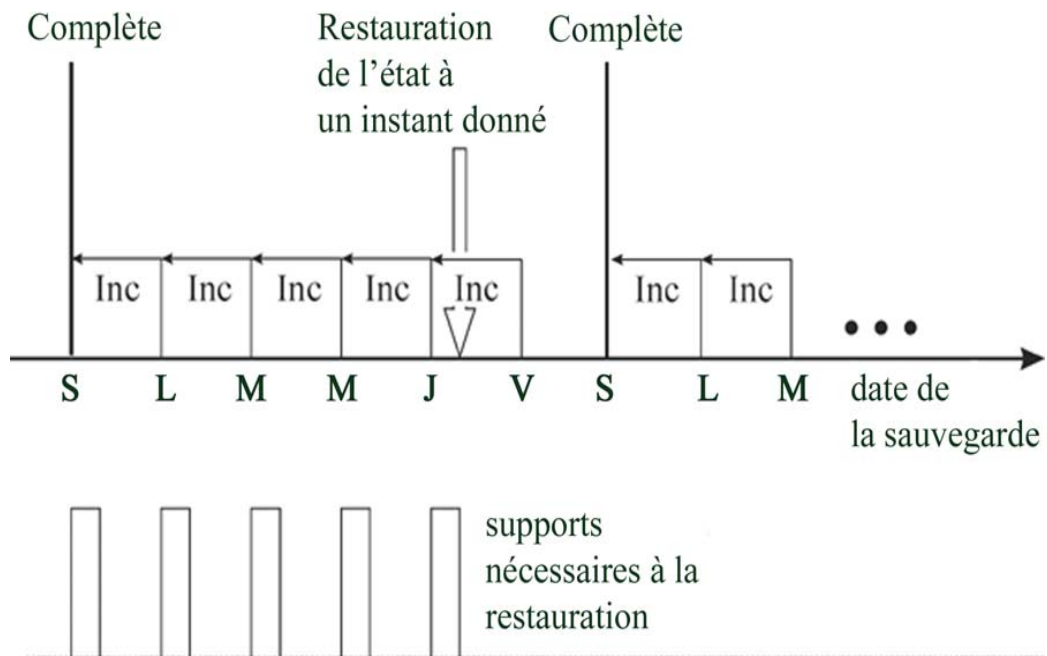 Complète
Restauration
de l'état à
un instant donné
Complète
Inc Inc Inc Inc Inc Inc Inc
S L M M J V S L M
date de
la sauvegarde
supports
nécessaires à la
restauration